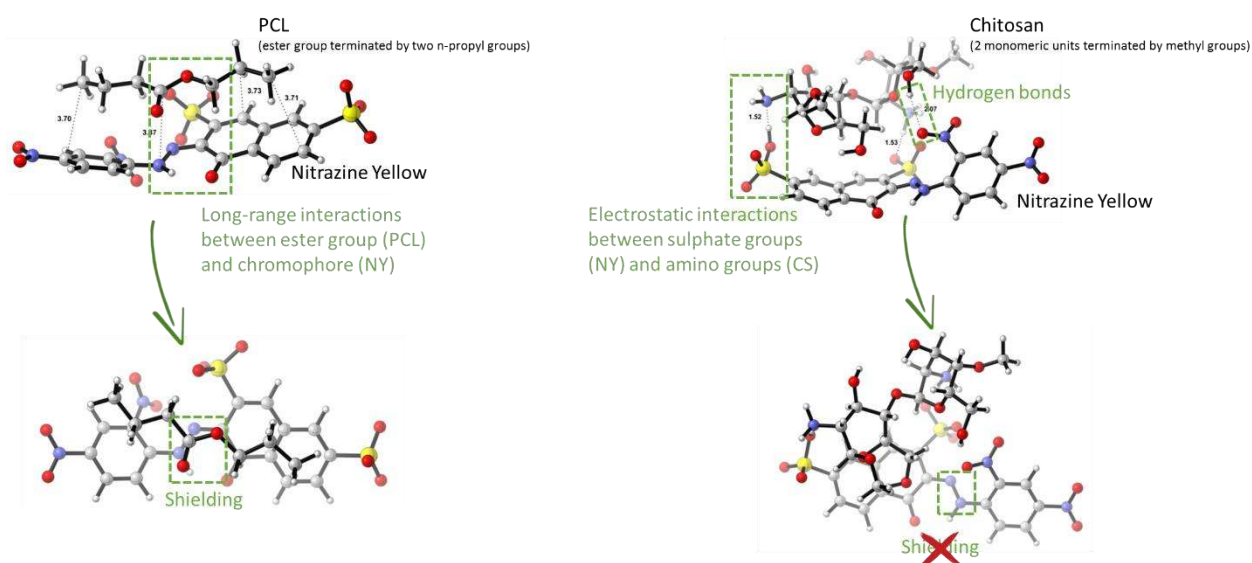 PCL
(ester group terminated by two n-propyl groups)
3.73
3.71
3.70
3.37
Nitrazine Yellow
Long-range interactions
between ester group (PCL)
and chromophore (NY)
Shielding
Chitosan
(2 monomeric units terminated by methyl groups)
Hydrogen bonds
1.52
2.07
1.53
Nitrazine Yellow
Electrostatic interactions
between sulphate groups
(NY) and amino groups (CS)
Shielding